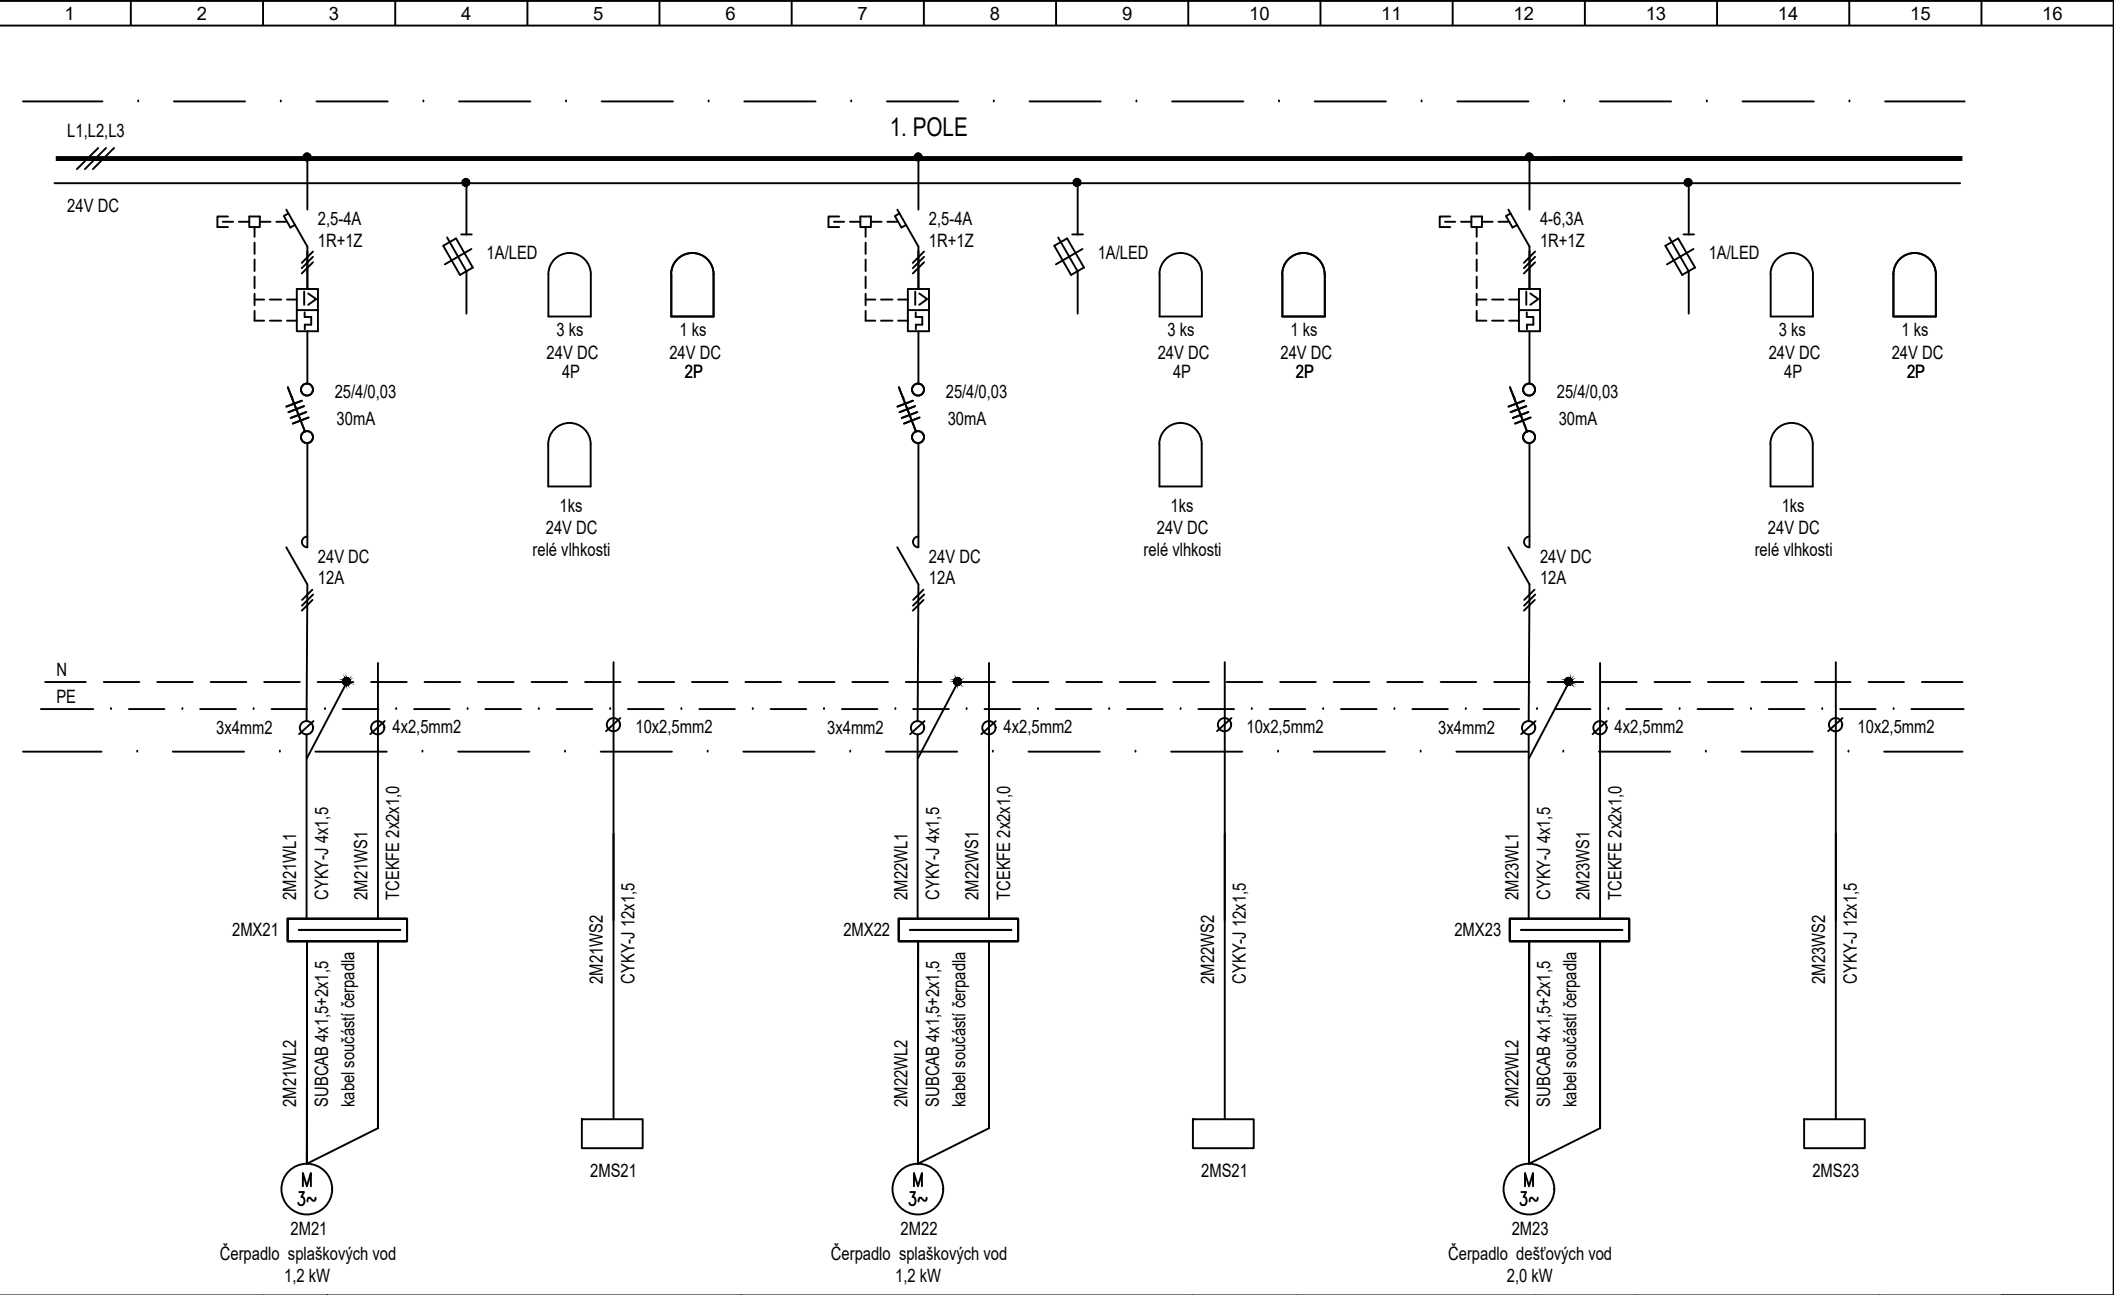 1 2 3 4 5 6 7 8 9 10 11 12 13 14 15 16
L1,L2,L3
1. POLE
24V DC
2,5-4A
1R+1Z
1A/LED
3 ks
24V DC
4P
1 ks
24V DC
2P
25/4/0,03
30mA
1ks
24V DC
relé vlhkosti
24V DC
12A
2,5-4A
1R+1Z
1A/LED
3 ks
24V DC
4P
1 ks
24V DC
2P
25/4/0,03
30mA
1ks
24V DC
relé vlhkosti
24V DC
12A
4-6,3A
1R+1Z
1A/LED
3 ks
24V DC
4P
1 ks
24V DC
2P
25/4/0,03
30mA
1ks
24V DC
relé vlhkosti
24V DC
12A
N
PE
3x4mm2
4x2,5mm2
10x2,5mm2
2M21WL1
CYKY-J 4x1,5
2M21WS1
TCEKFE 2x2x1,0
2MX21
2M21WL2
SUBCAB 4x1,5+2x1,5
kabel součástí čerpadla
2M21WS2
CYKY-J 12x1,5
2MS21
M
3~
2M21
Čerpadlo splaškových vod
1,2 kW
3x4mm2
4x2,5mm2
10x2,5mm2
2M22WL1
CYKY-J 4x1,5
2M22WS1
TCEKFE 2x2x1,0
2MX22
2M22WL2
SUBCAB 4x1,5+2x1,5
kabel součástí čerpadla
2M22WS2
CYKY-J 12x1,5
2MS21
M
3~
2M22
Čerpadlo splaškových vod
1,2 kW
3x4mm2
4x2,5mm2
10x2,5mm2
2M23WL1
CYKY-J 4x1,5
2M23WS1
TCEKFE 2x2x1,0
2MX23
2M22WL2
SUBCAB 4x1,5+2x1,5
kabel součástí čerpadla
2M23WS2
CYKY-J 12x1,5
2MS23
M
3~
2M23
Čerpadlo dešťových vod
2,0 kW